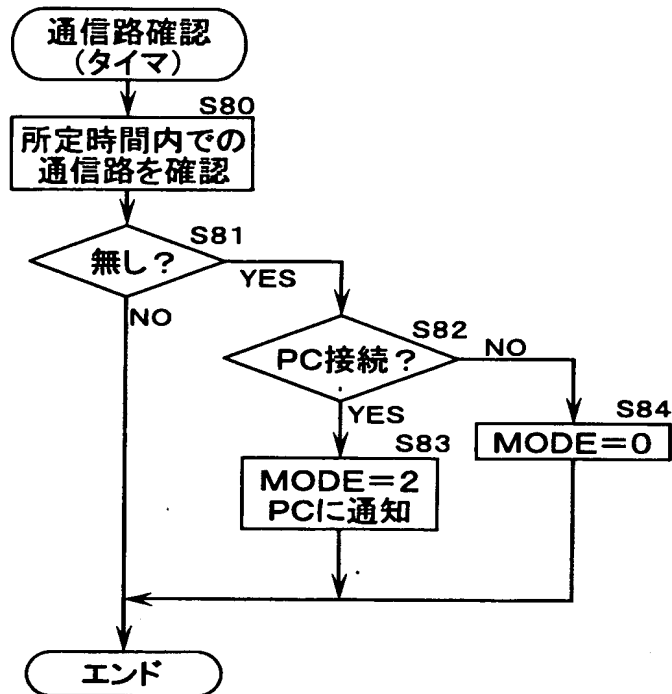 通信路確認
(タイマ)
S80
所定時間内での
通信路を確認
S81
無し?
YES
NO
S82
PC接続?
NO
YES
S84
MODE=0
S83
MODE=2
PCに通知
エンド